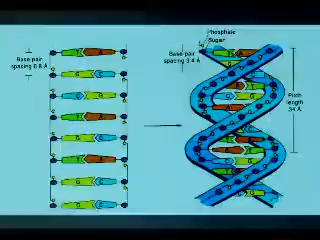 Phosphate
Sugar
Base pair
spacing 6.8 Å
Base pair
spacing 3.4 Å
Pitch
length
34 Å